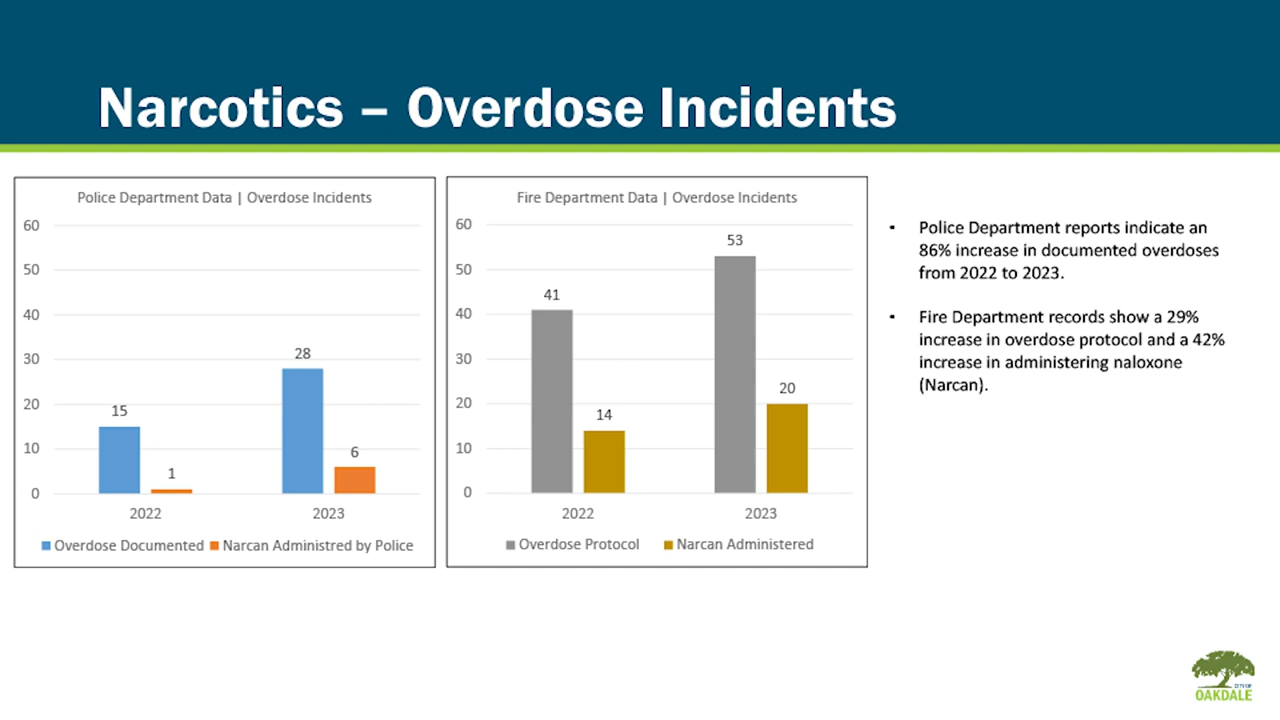 Narcotics – Overdose Incidents
Police Department Data | Overdose Incidents
60
50
40
30
20
10
0
15
1
28
6
2022
2023
Overdose Documented
Narcan Administred by Police
Fire Department Data | Overdose Incidents
60
50
40
30
20
10
0
41
14
53
20
2022
2023
Overdose Protocol
Narcan Administered
• Police Department reports indicate an
86% increase in documented overdoses
from 2022 to 2023.
• Fire Department records show a 29%
increase in overdose protocol and a 42%
increase in administering naloxone
(Narcan).
CITY OF
OAKDALE